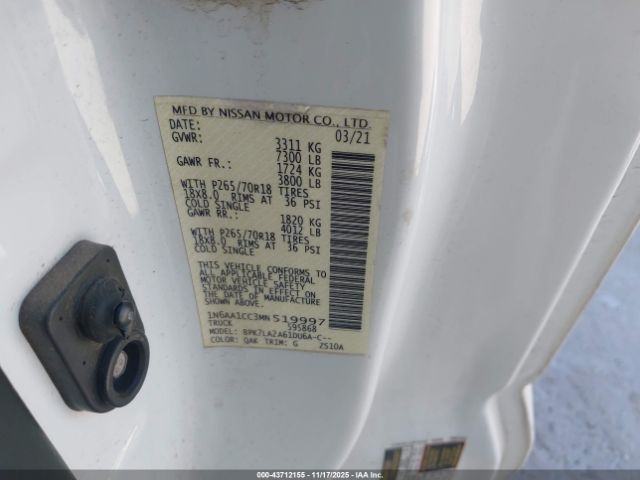 MFD BY NISSAN MOTOR CO., LTD.
DATE: 03/21
GVWR: 3311 KG
7300 LB
GAWR FR.: 1724 KG
3800 LB
WITH P265/70R18 TIRES
18X8.0 RIMS AT 36 PSI
COLD SINGLE
GAWR RR.: 1820 KG
4012 LB
WITH P265/70R18 TIRES
18X8.0 RIMS AT 36 PSI
COLD SINGLE
THIS VEHICLE CONFORMS TO
ALL APPLICABLE FEDERAL
MOTOR VEHICLE SAFETY
STANDARDS IN EFFECT ON
THE DATE OF MANUFACTURE
SHOWN ABOVE.
1N6AA1CC3MN519997
TRUCK 595868
MODEL: BPK7LA2A61DU6A-C--
COLOR: QAK TRIM: G ZS10A
000-43712155 - 11/17/2025 - IAA Inc.